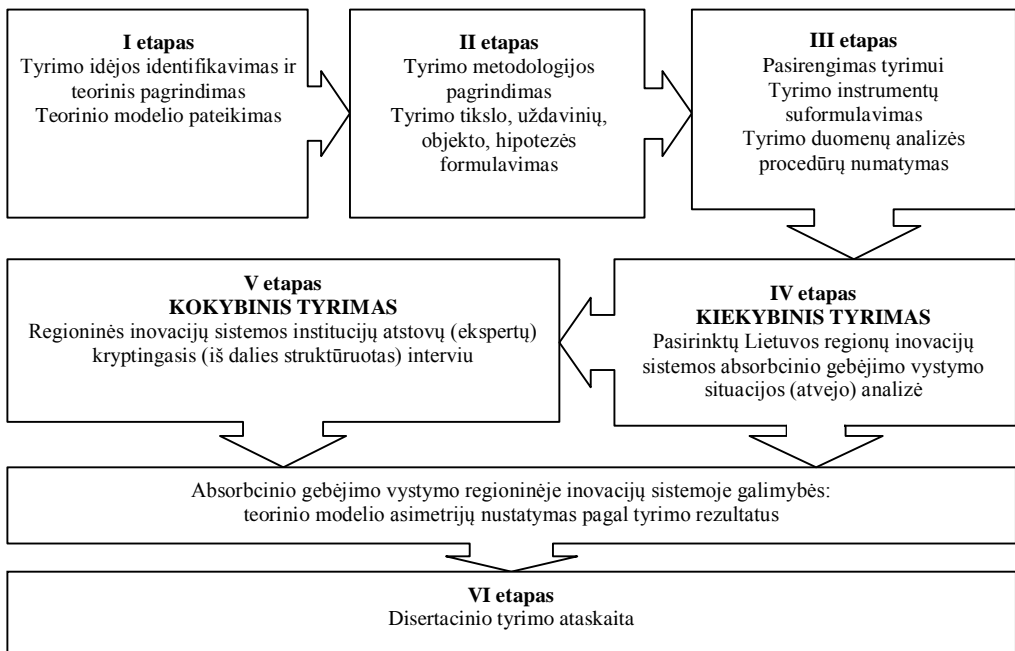 I etapas
Tyrimo idėjos identifikavimas ir
teorinis pagrindimas
Teorinio modelio pateikimas
II etapas
Tyrimo metodologijos
pagrindimas
Tyrimo tikslo, uždavinių,
objekto, hipotezės
formulavimas
III etapas
Pasirengimas tyrimui
Tyrimo instrumentų
suformulavimas
Tyrimo duomenų analizės
procedūrų numatymas
IV etapas
KIEKYBINIS TYRIMAS
Pasirinktų Lietuvos regionų inovacijų
sistemos absorbcinio gebėjimo vystymo
situacijos (atvejo) analizė
V etapas
KOKYBINIS TYRIMAS
Regioninės inovacijų sistemos institucijų atstovų (ekspertų)
kryptingasis (iš dalies struktūruotas) interviu
Absorbcinio gebėjimo vystymo regioninėje inovacijų sistemoje galimybės:
teorinio modelio asimetrijų nustatymas pagal tyrimo rezultatus
VI etapas
Disertacinio tyrimo ataskaita